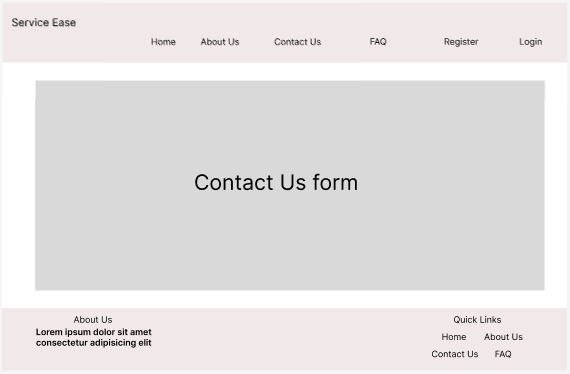 Service Ease
Home About Us Contact Us FAQ Register Login
Contact Us form
About Us
Lorem ipsum dolor sit amet
consectetur adipisicing elit
Quick Links
Home About Us
Contact Us FAQ